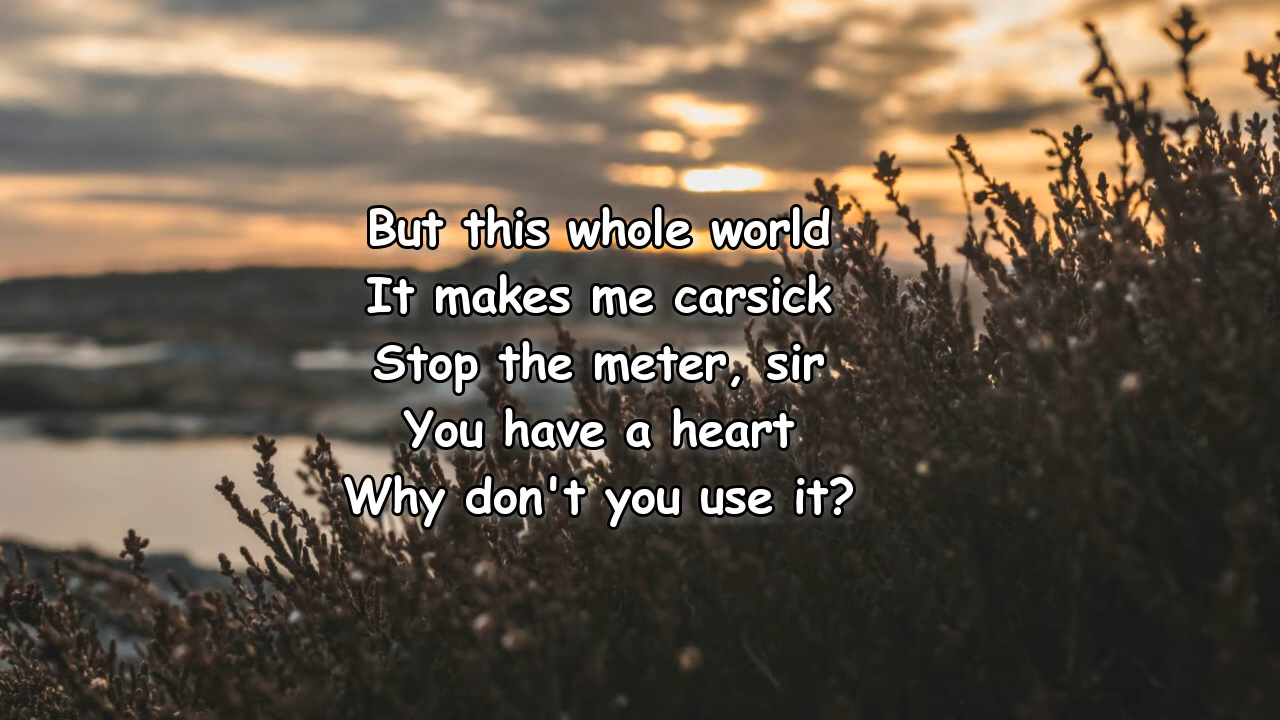 But this whole world
It makes me carsick
Stop the meter, sir
You have a heart
Why don't you use it?